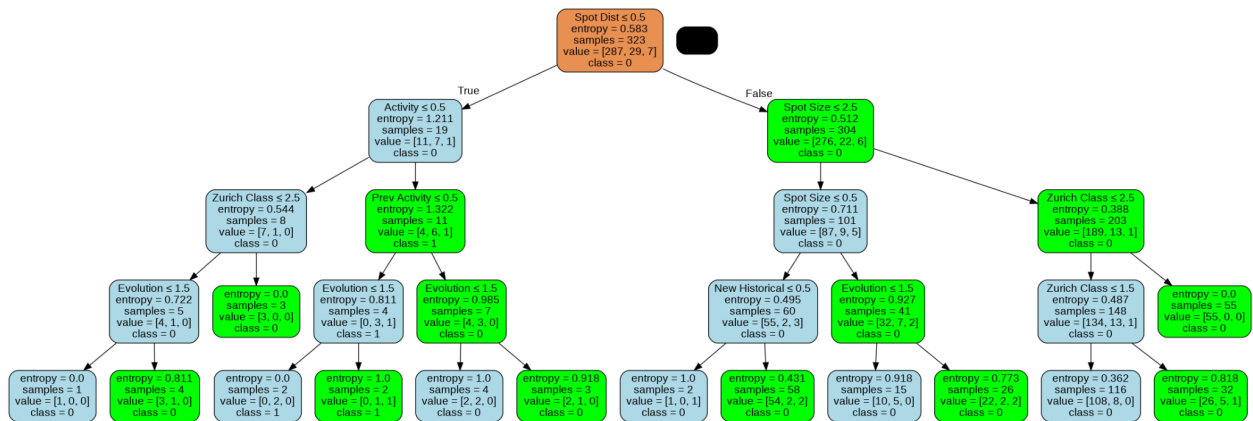 Spot Dist ≤ 0.5
entropy = 0.583
samples = 323
value = [287, 29, 7]
class = 0
True
False
Activity ≤ 0.5
entropy = 1.211
samples = 19
value = [11, 7, 1]
class = 0
Spot Size ≤ 2.5
entropy = 0.512
samples = 304
value = [276, 22, 6]
class = 0
Zurich Class ≤ 2.5
entropy = 0.544
samples = 8
value = [7, 1, 0]
class = 0
Prev Activity ≤ 0.5
entropy = 1.322
samples = 11
value = [4, 6, 1]
class = 1
Spot Size ≤ 0.5
entropy = 0.711
samples = 101
value = [87, 9, 5]
class = 0
Zurich Class ≤ 2.5
entropy = 0.388
samples = 203
value = [189, 13, 1]
class = 0
Evolution ≤ 1.5
entropy = 0.722
samples = 5
value = [4, 1, 0]
class = 0
entropy = 0.0
samples = 3
value = [3, 0, 0]
class = 0
Evolution ≤ 1.5
entropy = 0.811
samples = 4
value = [0, 3, 1]
class = 1
Evolution ≤ 1.5
entropy = 0.985
samples = 7
value = [4, 3, 0]
class = 0
New Historical ≤ 0.5
entropy = 0.495
samples = 60
value = [55, 2, 3]
class = 0
Evolution ≤ 1.5
entropy = 0.927
samples = 41
value = [32, 7, 2]
class = 0
Zurich Class ≤ 1.5
entropy = 0.487
samples = 148
value = [134, 13, 1]
class = 0
entropy = 0.0
samples = 55
value = [55, 0, 0]
class = 0
entropy = 0.0
samples = 1
value = [1, 0, 0]
class = 0
entropy = 0.811
samples = 4
value = [3, 1, 0]
class = 0
entropy = 0.0
samples = 2
value = [0, 2, 0]
class = 1
entropy = 1.0
samples = 2
value = [0, 1, 1]
class = 1
entropy = 1.0
samples = 4
value = [2, 2, 0]
class = 0
entropy = 0.918
samples = 3
value = [2, 1, 0]
class = 0
entropy = 1.0
samples = 2
value = [1, 0, 1]
class = 0
entropy = 0.431
samples = 58
value = [54, 2, 2]
class = 0
entropy = 0.918
samples = 15
value = [10, 5, 0]
class = 0
entropy = 0.773
samples = 26
value = [22, 2, 2]
class = 0
entropy = 0.362
samples = 116
value = [108, 8, 0]
class = 0
entropy = 0.818
samples = 32
value = [26, 5, 1]
class = 0